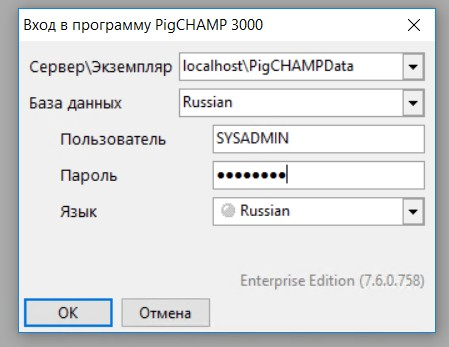 Вход в программу PigCHAMP 3000
Сервер\Экземпляр localhost\PigCHAMPData
База данных Russian
Пользователь SYSADMIN
Пароль ••••••••
Язык Russian
Enterprise Edition (7.6.0.758)
ОК Отмена